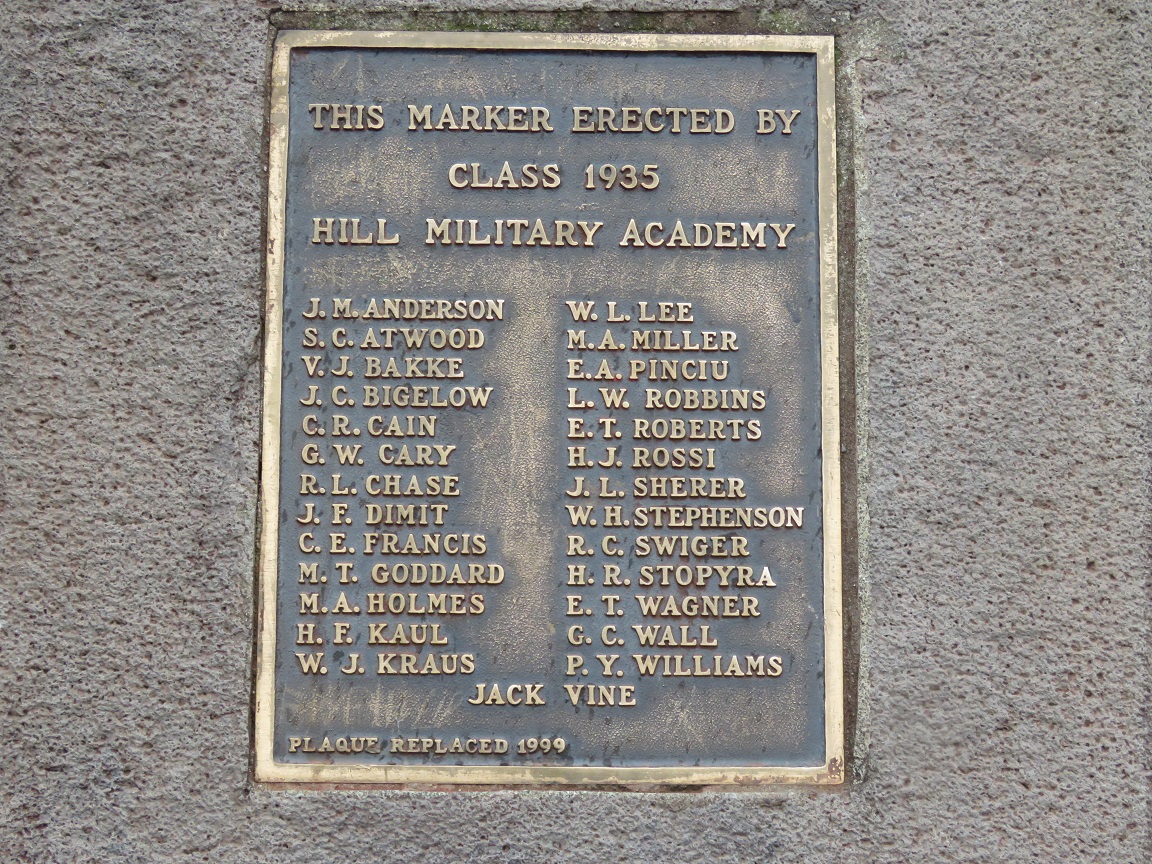 THIS MARKER ERECTED BY
CLASS 1935
HILL MILITARY ACADEMY
J. M. ANDERSON
S. C. ATWOOD
V. J. BAKKE
J. C. BIGELOW
C. R. CAIN
G. W. CARY
R. L. CHASE
J. F. DIMIT
C. E. FRANCIS
M. T. GODDARD
M. A. HOLMES
H. F. KAUL
W. J. KRAUS
W. L. LEE
M. A. MILLER
E. A. PINCIU
L. W. ROBBINS
E. T. ROBERTS
H. J. ROSSI
J. L. SHERER
W. H. STEPHENSON
R. C. SWIGER
H. R. STOPYRA
E. T. WAGNER
G. C. WALL
P. Y. WILLIAMS
JACK VINE
PLAQUE REPLACED 1999